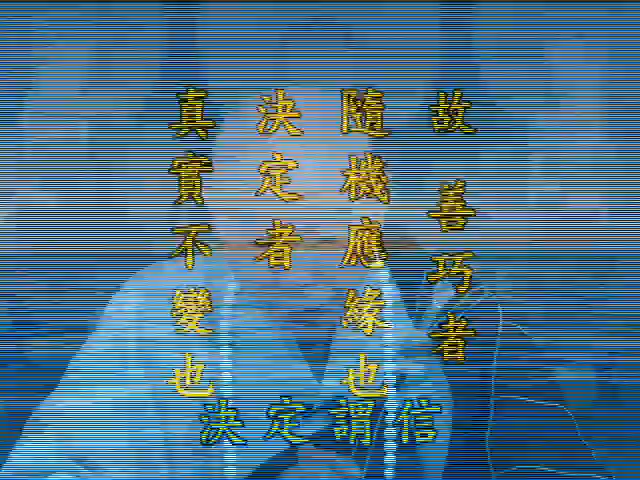 故 善巧者
隨機應緣也
決定者
真實不變也
決定謂信